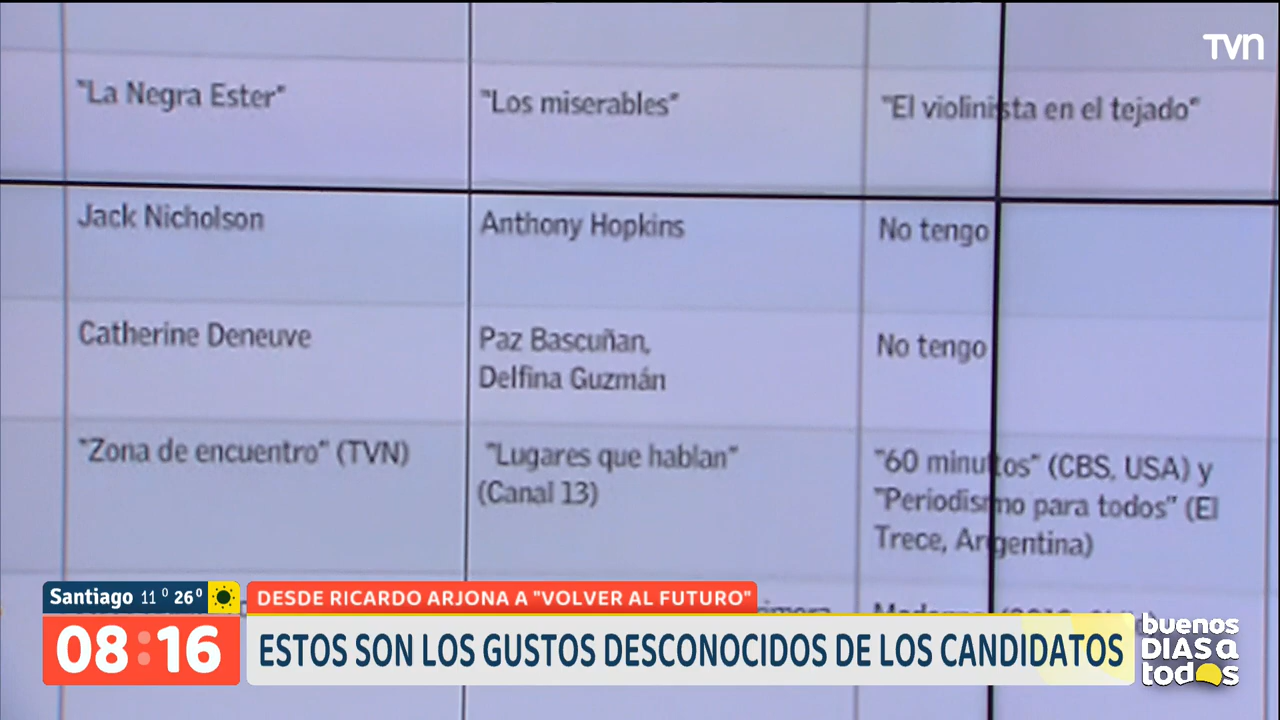 TVN
"La Negra Ester"
"Los miserables"
"El violinista en el tejado"
Jack Nicholson
Anthony Hopkins
No tengo
Catherine Deneuve
Paz Bascuñan,
Delfina Guzmán
No tengo
"Zona de encuentro" (TVN)
"Lugares que hablan"
(Canal 13)
"60 minutos" (CBS, USA) y
"Periodismo para todos" (El
Trece, Argentina)
Santiago 11° 26°
DESDE RICARDO ARJONA A "VOLVER AL FUTURO"
08:16
ESTOS SON LOS GUSTOS DESCONOCIDOS DE LOS CANDIDATOS
buenos
DÍAS a
todos